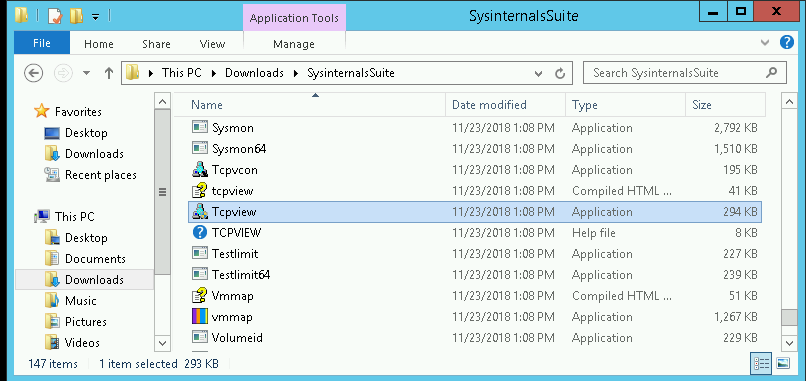 Application Tools
SysinternalsSuite
File Home Share View Manage
This PC Downloads SysinternalsSuite
Search SysinternalsSuite
Name Date modified Type Size
Favorites
Desktop
Downloads
Recent places
This PC
Desktop
Documents
Downloads
Music
Pictures
Videos
Sysmon 11/23/2018 1:08 PM Application 2,792 KB
Sysmon64 11/23/2018 1:08 PM Application 1,510 KB
Tcpvcon 11/23/2018 1:08 PM Application 195 KB
tcpview 11/23/2018 1:08 PM Compiled HTML ... 41 KB
Tcpview 11/23/2018 1:08 PM Application 294 KB
TCPVIEW 11/23/2018 1:08 PM Help file 8 KB
Testlimit 11/23/2018 1:08 PM Application 227 KB
Testlimit64 11/23/2018 1:08 PM Application 239 KB
Vmmap 11/23/2018 1:08 PM Compiled HTML ... 51 KB
vmmap 11/23/2018 1:08 PM Application 1,267 KB
Volumeid 11/23/2018 1:08 PM Application 229 KB
147 items 1 item selected 293 KB